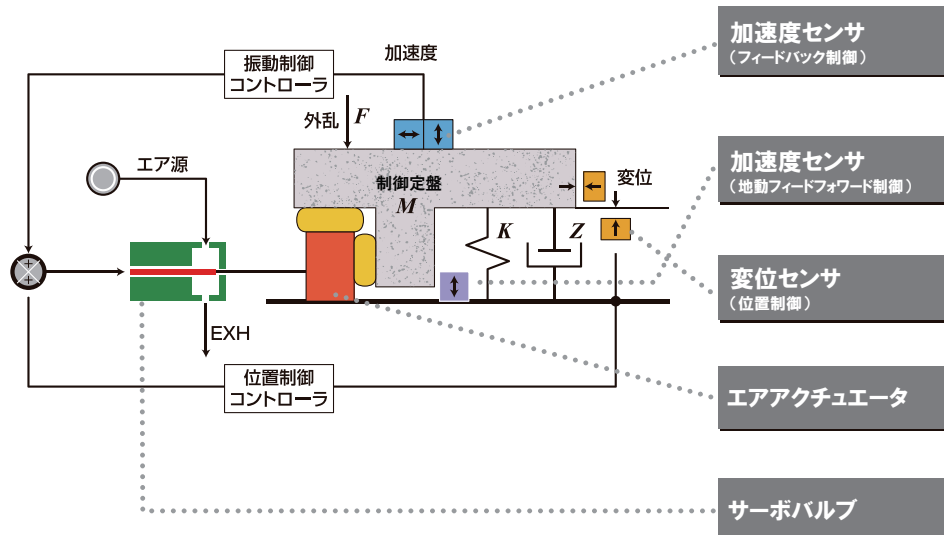 加速度センサ
(フィードバック制御)
加速度
振動制御
コントローラ
外乱
F
エア源
加速度センサ
(地動フィードフォワード制御)
制御定盤
M
変位
K
Z
変位センサ
(位置制御)
EXH
位置制御
コントローラ
エアアクチュエータ
サーボバルブ